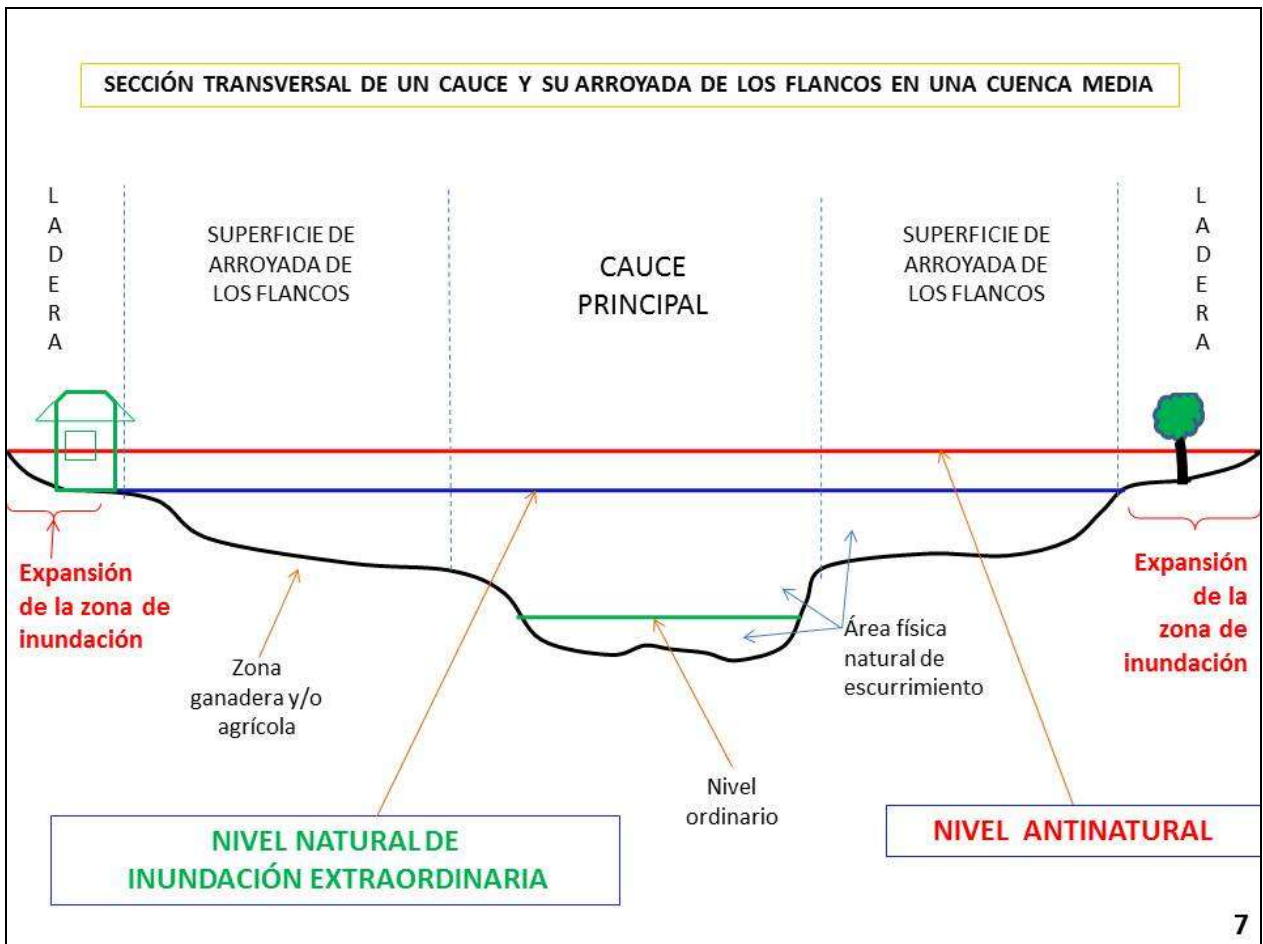 SECCIÓN TRANSVERSAL DE UN CAUCE Y SU ARROYADA DE LOS FLANCOS EN UNA CUENCA MEDIA
L
A
D
E
R
A
SUPERFICIE DE
ARROYADA DE
LOS FLANCOS
CAUCE
PRINCIPAL
SUPERFICIE DE
ARROYADA DE
LOS FLANCOS
L
A
D
E
R
A
Expansión
de la zona de
inundación
Zona
ganadera y/o
agrícola
Nivel
ordinario
Área física
natural de
escurrimiento
Expansión
de la
zona de
inundación
NIVEL NATURAL DE
INUNDACIÓN EXTRAORDINARIA
NIVEL ANTINATURAL
7